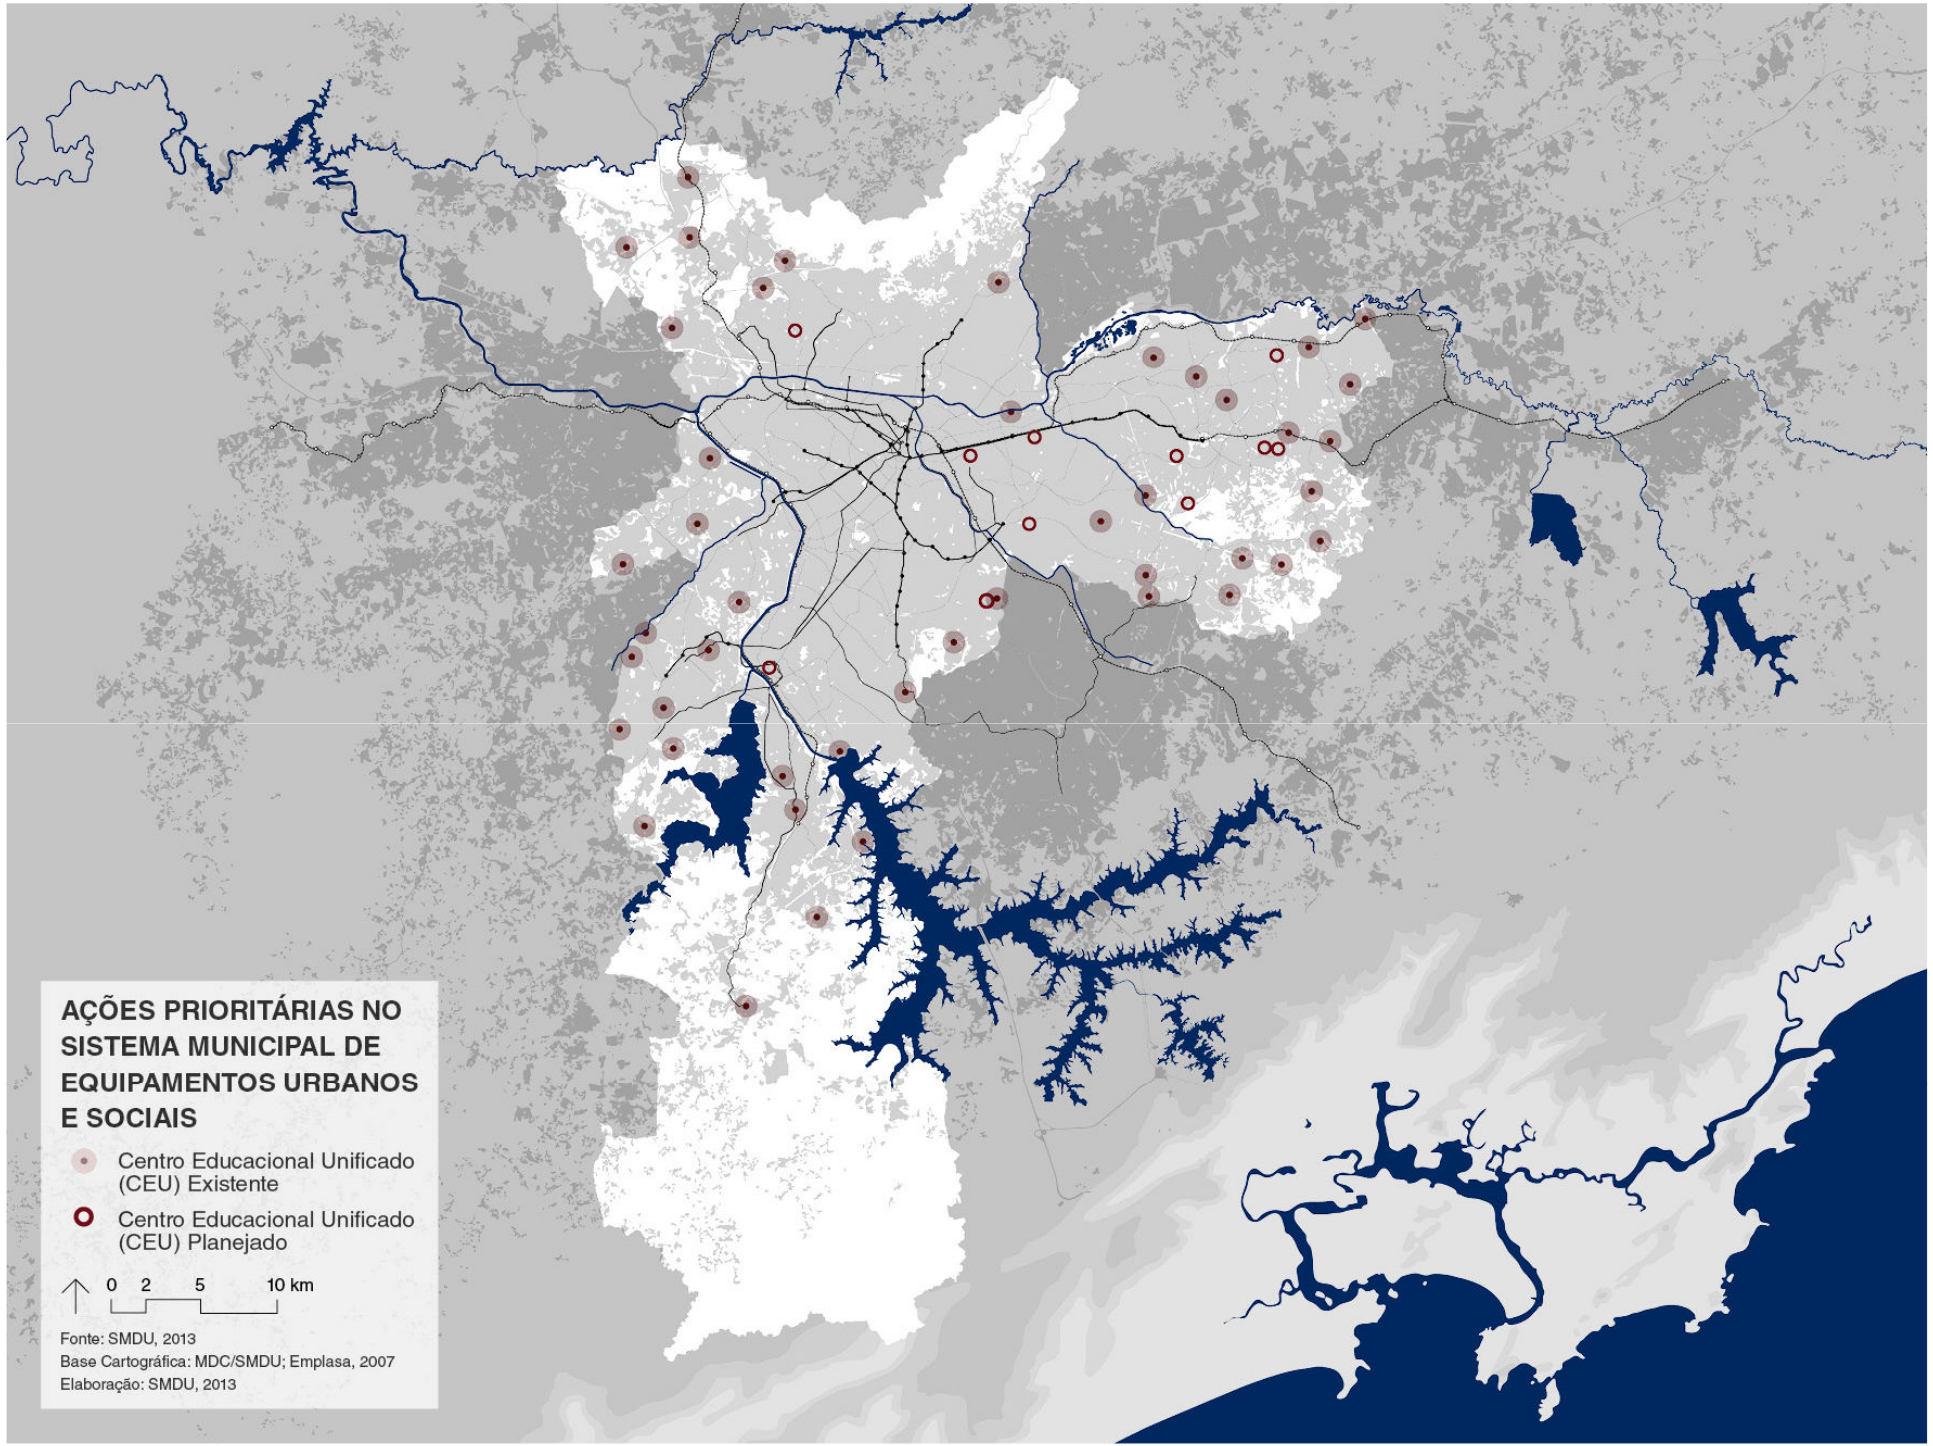 AÇÕES PRIORITÁRIAS NO
SISTEMA MUNICIPAL DE
EQUIPAMENTOS URBANOS
E SOCIAIS
Centro Educacional Unificado
(CEU) Existente
Centro Educacional Unificado
(CEU) Planejado
0 2 5 10 km
Fonte: SMDU, 2013
Base Cartográfica: MDC/SMDU; Emplasa, 2007
Elaboração: SMDU, 2013